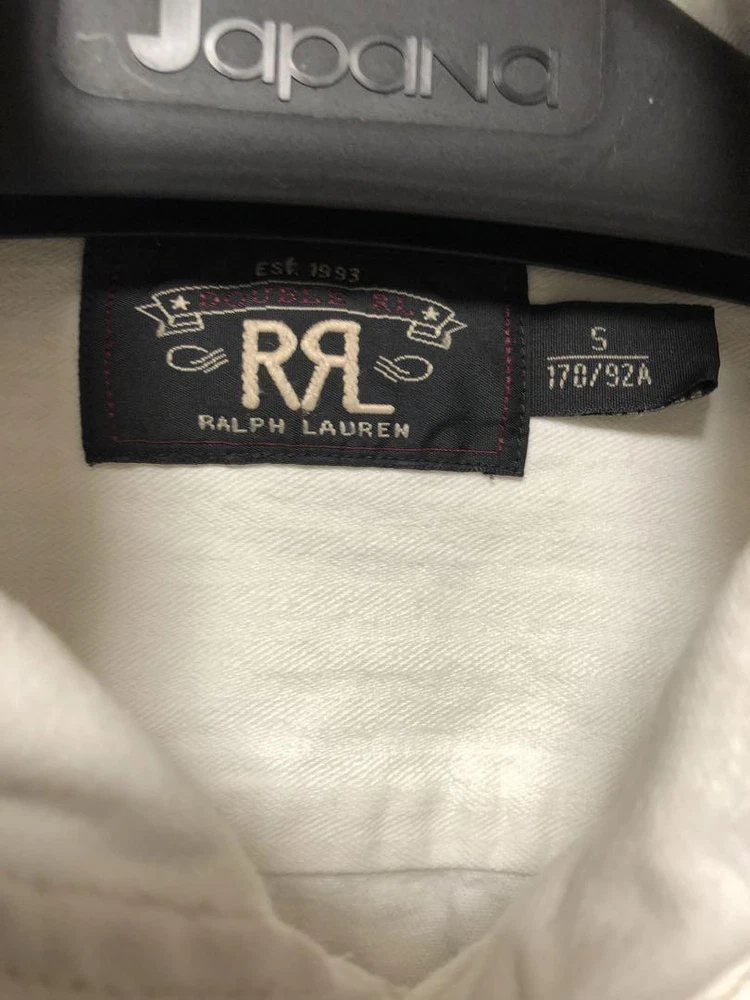 JapaNa
EST. 1993
DOUBLE RL
RRL
RALPH LAUREN
S
170/92A